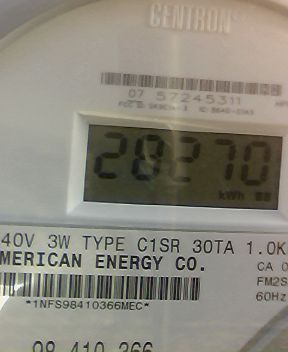 CENTRON
07 57245311
28270
kWh
40V 3W TYPE C1SR 30TA 1.0K
MERICAN ENERGY CO.
CA 0
FM2S
60Hz
*1NFS98410366MEC*
98 410 366